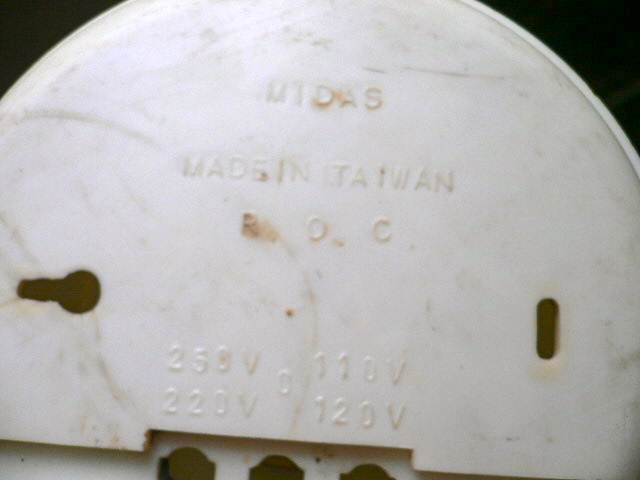 MIDAS
MADE IN TAIWAN
R. O. C.
250V 0 110V
220V 120V